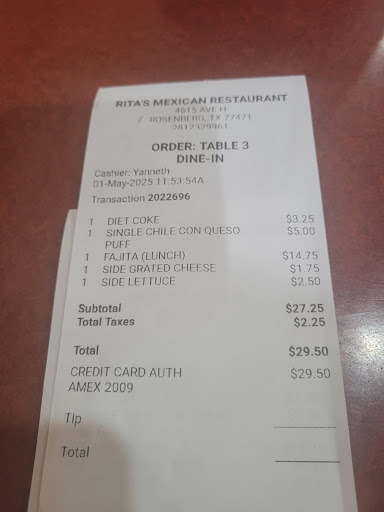 RITA'S MEXICAN RESTAURANT
4615 AVE H
ROSENBERG, TX 77471
2812329961
ORDER: TABLE 3
DINE-IN
Cashier: Yanneth
01-May-2025 11:53:54A
Transaction 2022696
1 DIET COKE $3.25
1 SINGLE CHILE CON QUESO $5.00
PUFF
1 FAJITA (LUNCH) $14.75
1 SIDE GRATED CHEESE $1.75
1 SIDE LETTUCE $2.50
Subtotal $27.25
Total Taxes $2.25
Total $29.50
CREDIT CARD AUTH $29.50
AMEX 2009
Tip
Total